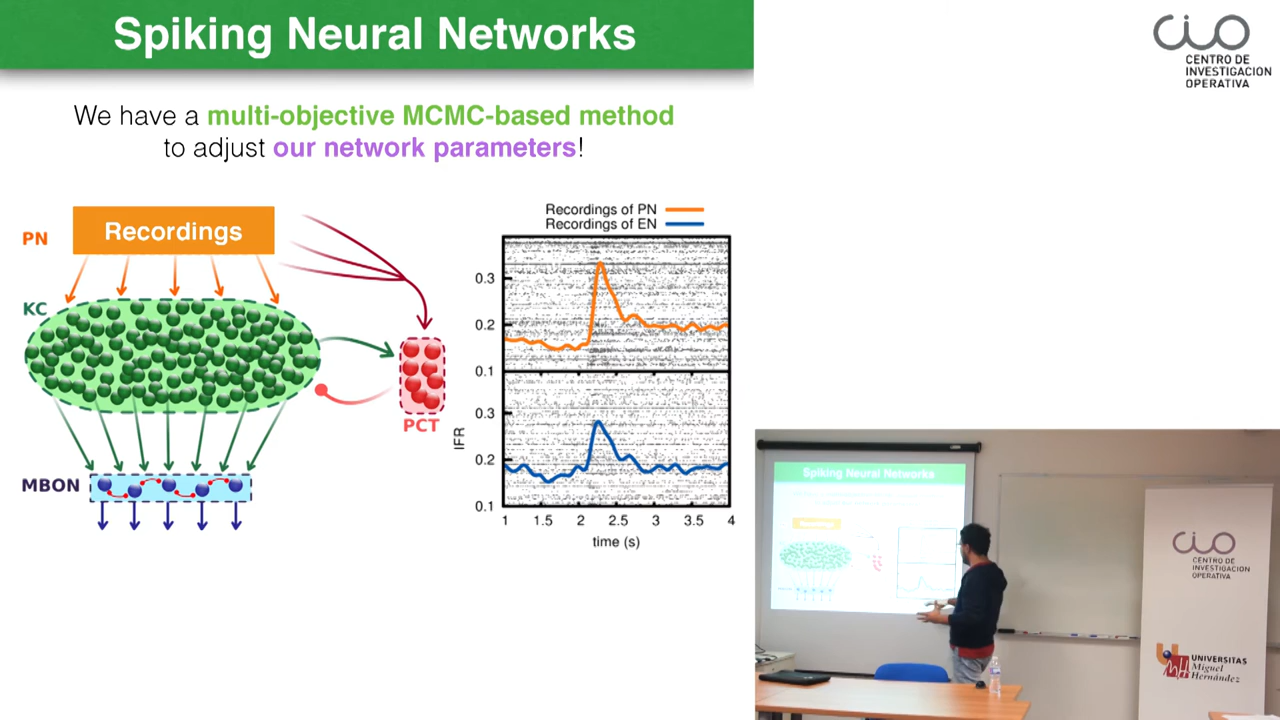 Spiking Neural Networks
CIO
CENTRO DE
INVESTIGACION
OPERATIVA
We have a multi-objective MCMC-based method
to adjust our network parameters!
PN
Recordings
KC
PCT
MBON
Recordings of PN
Recordings of EN
0.3
0.2
0.1
0.3
0.2
0.1
IFR
1 1.5 2 2.5 3 3.5 4
time (s)
Spiking Neural Networks
Recordings
CIO
CENTRO DE
INVESTIGACION
OPERATIVA
UMH
UNIVERSITAS
Miguel
Hernández